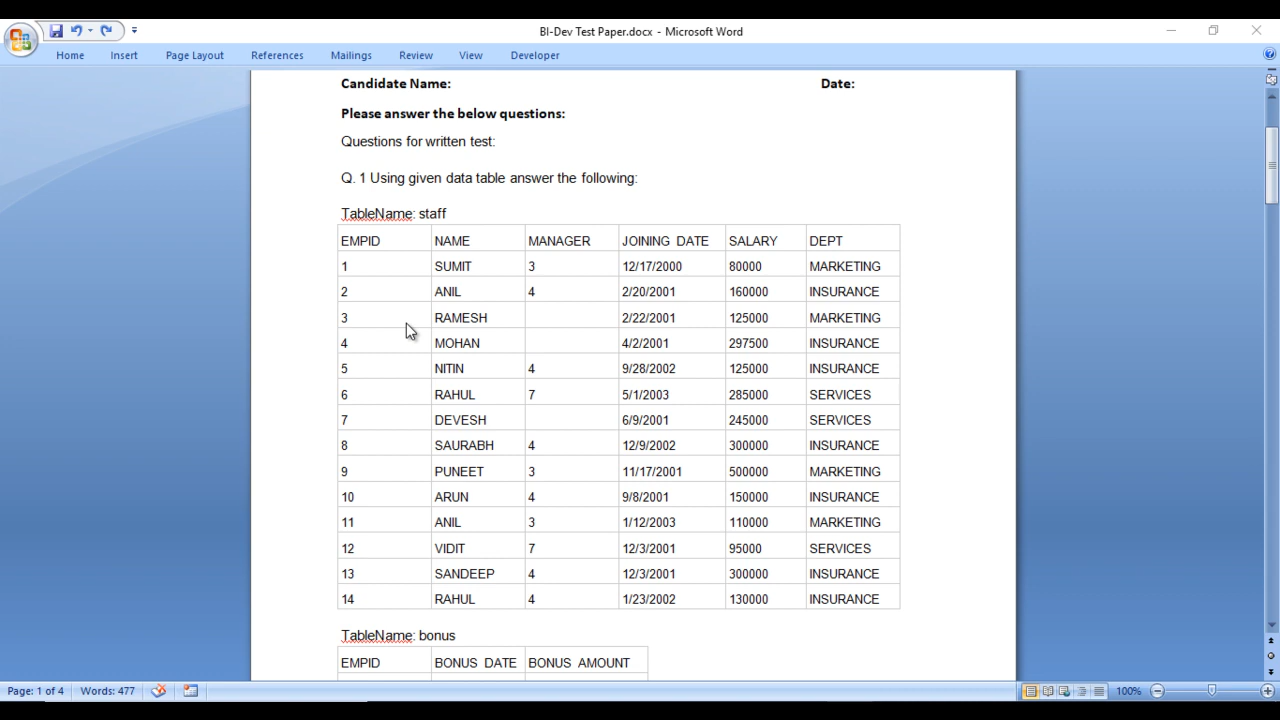 BI-Dev Test Paper.docx - Microsoft Word
Home Insert Page Layout References Mailings Review View Developer
Candidate Name: Date:
Please answer the below questions:
Questions for written test:
Q. 1 Using given data table answer the following:
TableName: staff
EMPID NAME MANAGER JOINING DATE SALARY DEPT
1 SUMIT 3 12/17/2000 80000 MARKETING
2 ANIL 4 2/20/2001 160000 INSURANCE
3 RAMESH 2/22/2001 125000 MARKETING
4 MOHAN 4/2/2001 297500 INSURANCE
5 NITIN 4 9/28/2002 125000 INSURANCE
6 RAHUL 7 5/1/2003 285000 SERVICES
7 DEVESH 6/9/2001 245000 SERVICES
8 SAURABH 4 12/9/2002 300000 INSURANCE
9 PUNEET 3 11/17/2001 500000 MARKETING
10 ARUN 4 9/8/2001 150000 INSURANCE
11 ANIL 3 1/12/2003 110000 MARKETING
12 VIDIT 7 12/3/2001 95000 SERVICES
13 SANDEEP 4 12/3/2001 300000 INSURANCE
14 RAHUL 4 1/23/2002 130000 INSURANCE
TableName: bonus
EMPID BONUS DATE BONUS AMOUNT
Page: 1 of 4 Words: 477 100%